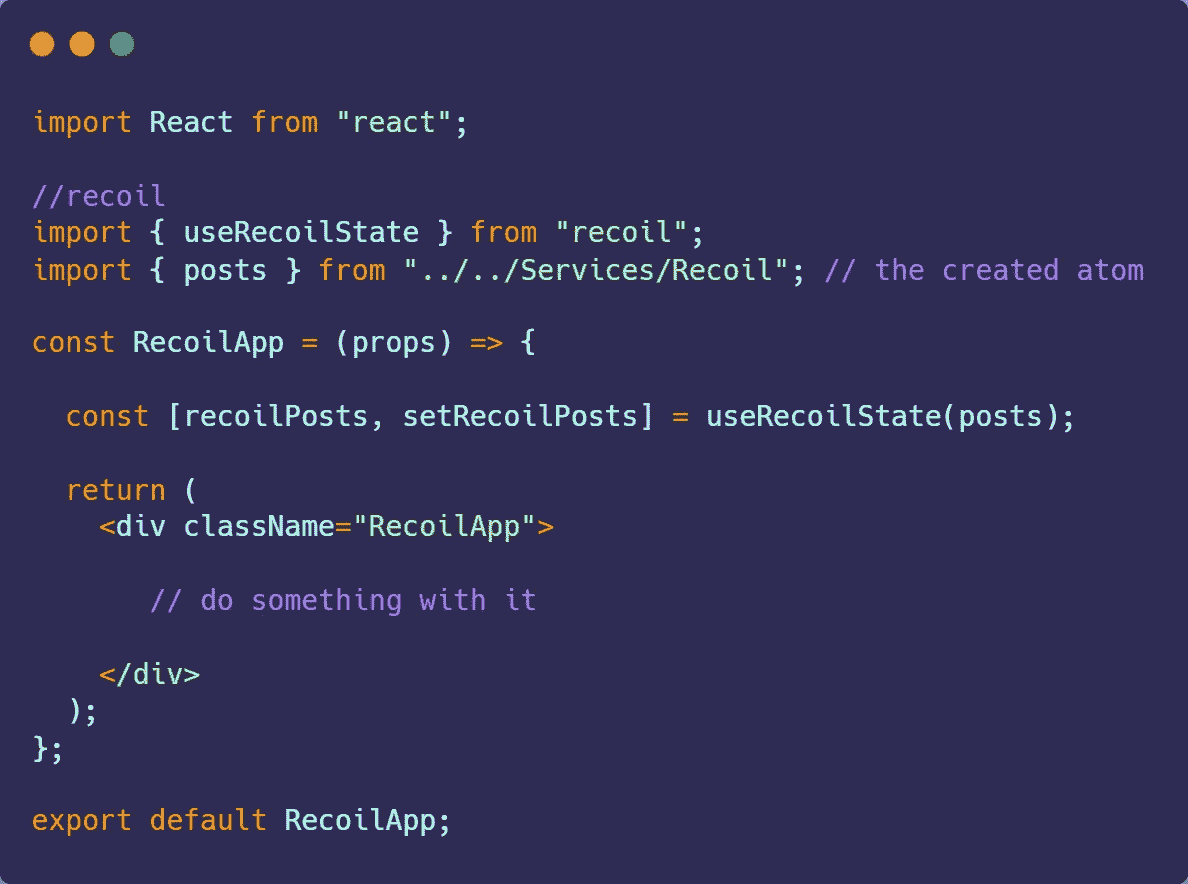 import React from "react";
//recoil
import { useRecoilState } from "recoil";
import { posts } from "../../Services/Recoil"; // the created atom
const RecoilApp = (props) => {
const [recoilPosts, setRecoilPosts] = useRecoilState(posts);
return (
<div className="RecoilApp">
// do something with it
</div>
);
};
export default RecoilApp;